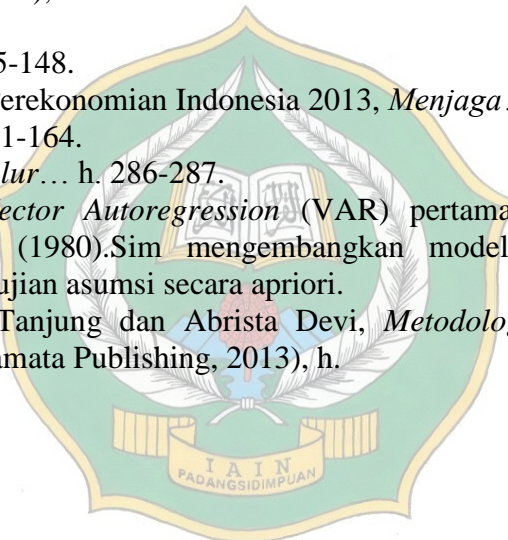 5-148.
Perekonomian Indonesia 2013, Menjaga
1-164.
lur… h. 286-287.
ector Autoregression (VAR) pertama
(1980).Sim mengembangkan model
ujian asumsi secara apriori.
Tanjung dan Abrista Devi, Metodolog
amata Publishing, 2013), h.
IAIN
PADANGSIDIMPUAN